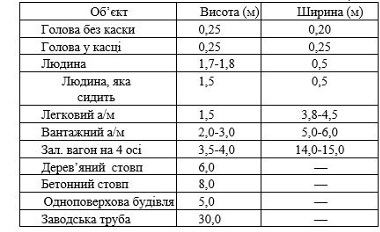 Об’єкт Висота (м) Ширина (м)
Голова без каски 0,25 0,20
Голова у касці 0,25 0,25
Людина 1,7-1,8 0,5
Людина, яка сидить 1,5 0,5
Легковий а/м 1,5 3,8-4,5
Вантажний а/м 2,0-3,0 5,0-6,0
Зал. вагон на 4 осі 3,5-4,0 14,0-15,0
Дерев’яний стовп 6,0 —
Бетонний стовп 8,0 —
Одноповерхова будівля 5,0 —
Заводська труба 30,0 —